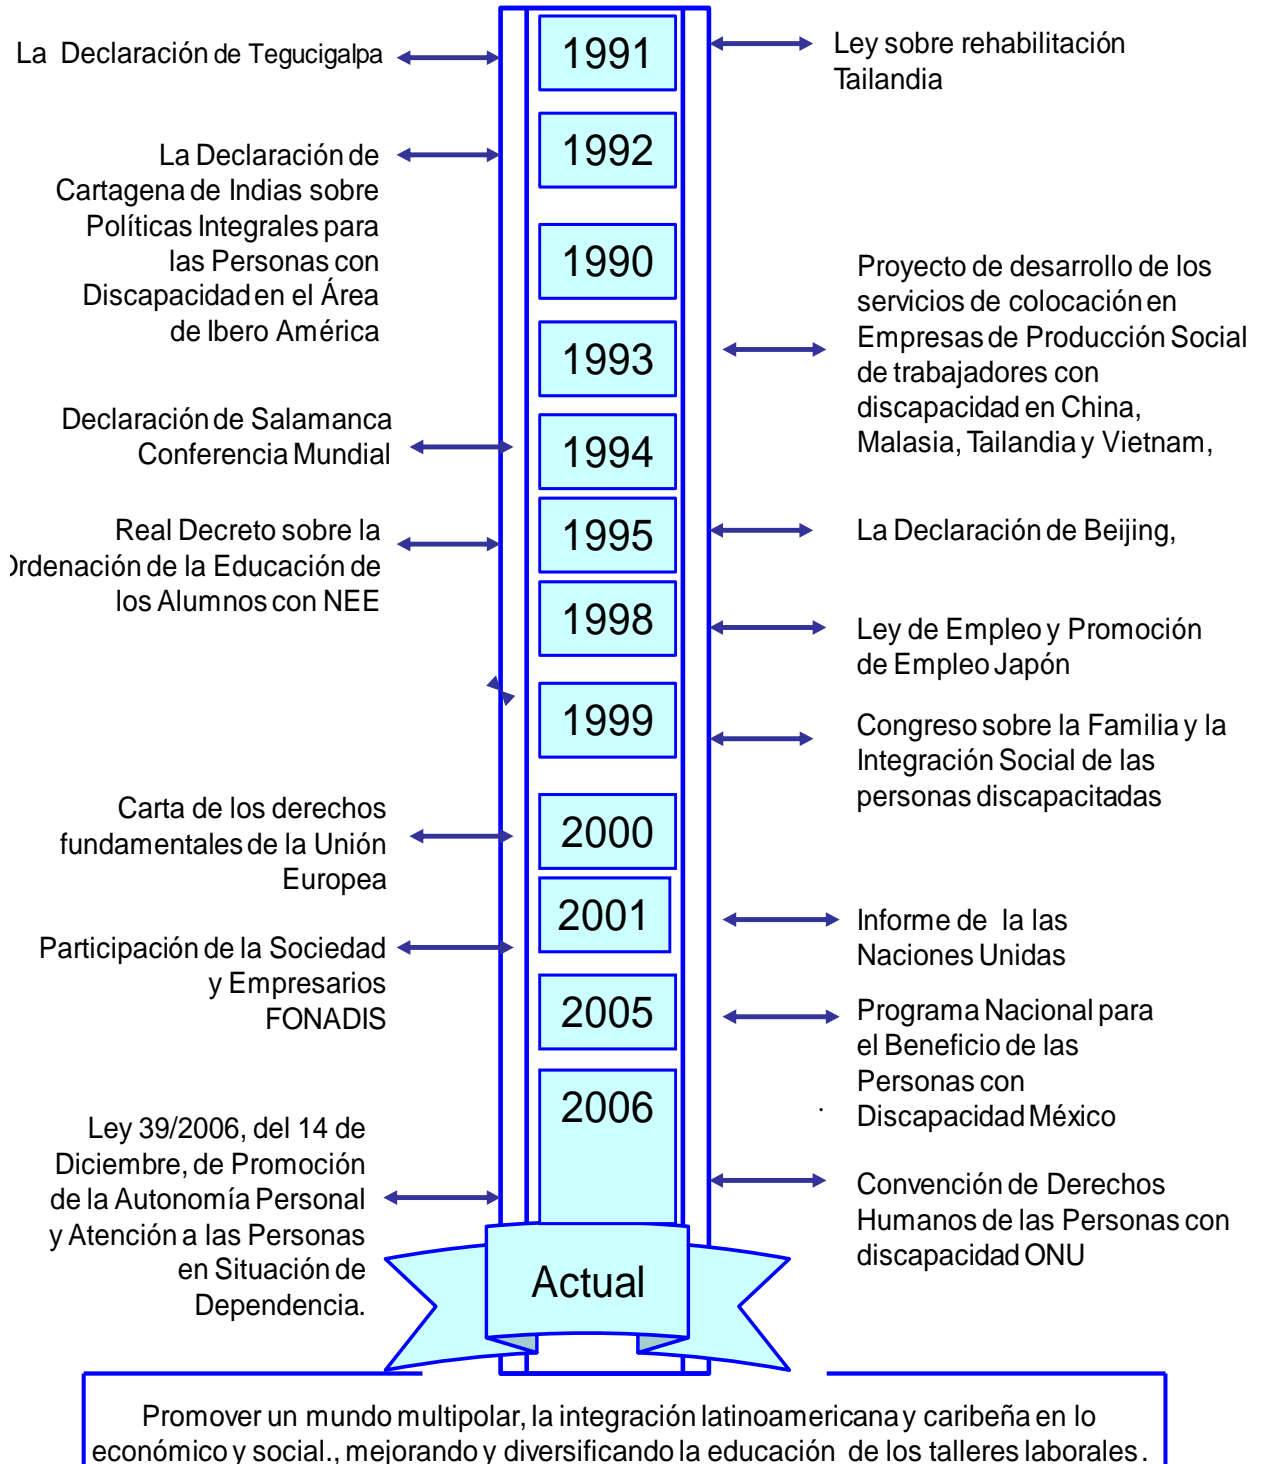 1991
La Declaración de Tegucigalpa
Ley sobre rehabilitación
Tailandia
1992
La Declaración de
Cartagena de Indias sobre
Políticas Integrales para
las Personas con
Discapacidad en el Área
de Ibero América
1990
1993
Proyecto de desarrollo de los
servicios de colocación en
Empresas de Producción Social
de trabajadores con
discapacidad en China,
Malasia, Tailandia y Vietnam,
Declaración de Salamanca
Conferencia Mundial
1994
Real Decreto sobre la
Ordenación de la Educación de
los Alumnos con NEE
1995
La Declaración de Beijing,
1998
Ley de Empleo y Promoción
de Empleo Japón
1999
Congreso sobre la Familia y la
Integración Social de las
personas discapacitadas
Carta de los derechos
fundamentales de la Unión
Europea
2000
2001
Informe de la las
Naciones Unidas
Participación de la Sociedad
y Empresarios
FONADIS
2005
Programa Nacional para
el Beneficio de las
Personas con
Discapacidad México
.
2006
Ley 39/2006, del 14 de
Diciembre, de Promoción
de la Autonomía Personal
y Atención a las Personas
en Situación de
Dependencia.
Convención de Derechos
Humanos de las Personas con
discapacidad ONU
Actual
Promover un mundo multipolar, la integración latinoamericana y caribeña en lo
económico y social., mejorando y diversificando la educación de los talleres laborales.